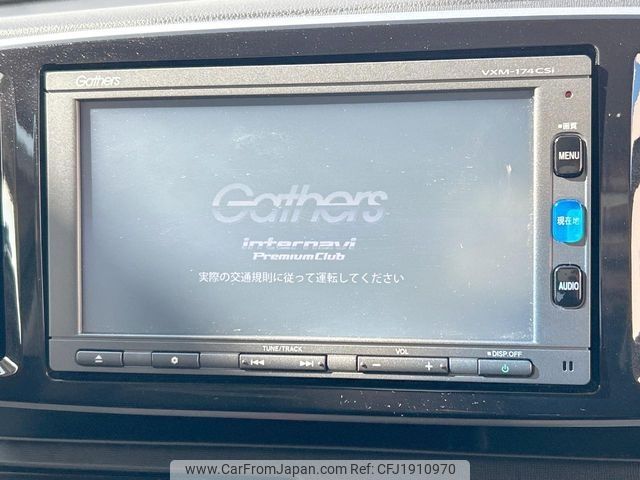 Gathers
VXM-174CSi
■画質
MENU
現在地
AUDIO
Gathers
internavi
PremiumClub
実際の交通規則に従って運転してください
TUNE/TRACK
VOL
■DISP.OFF
− +
www.CarFromJapan.com Ref: CFJ1910970